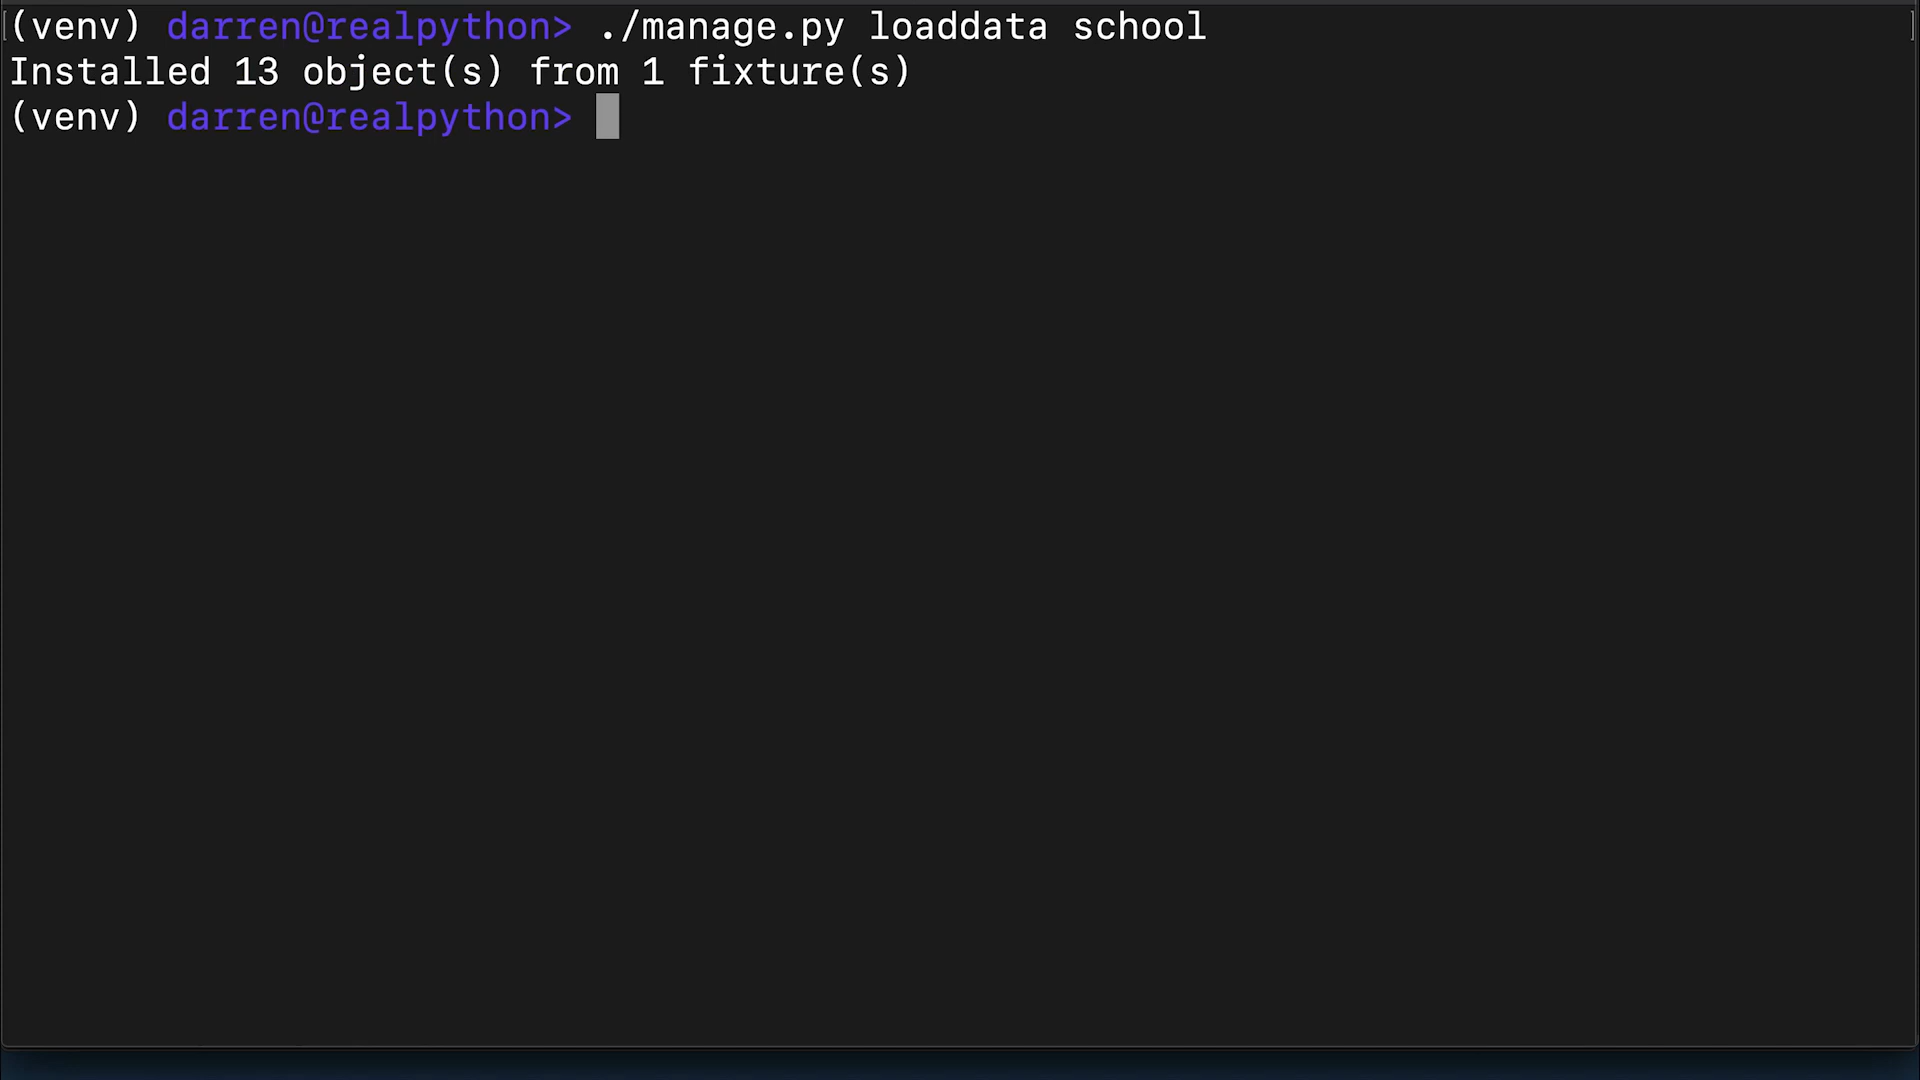 (venv) darren@realpython> ./manage.py loaddata school
Installed 13 object(s) from 1 fixture(s)
(venv) darren@realpython>